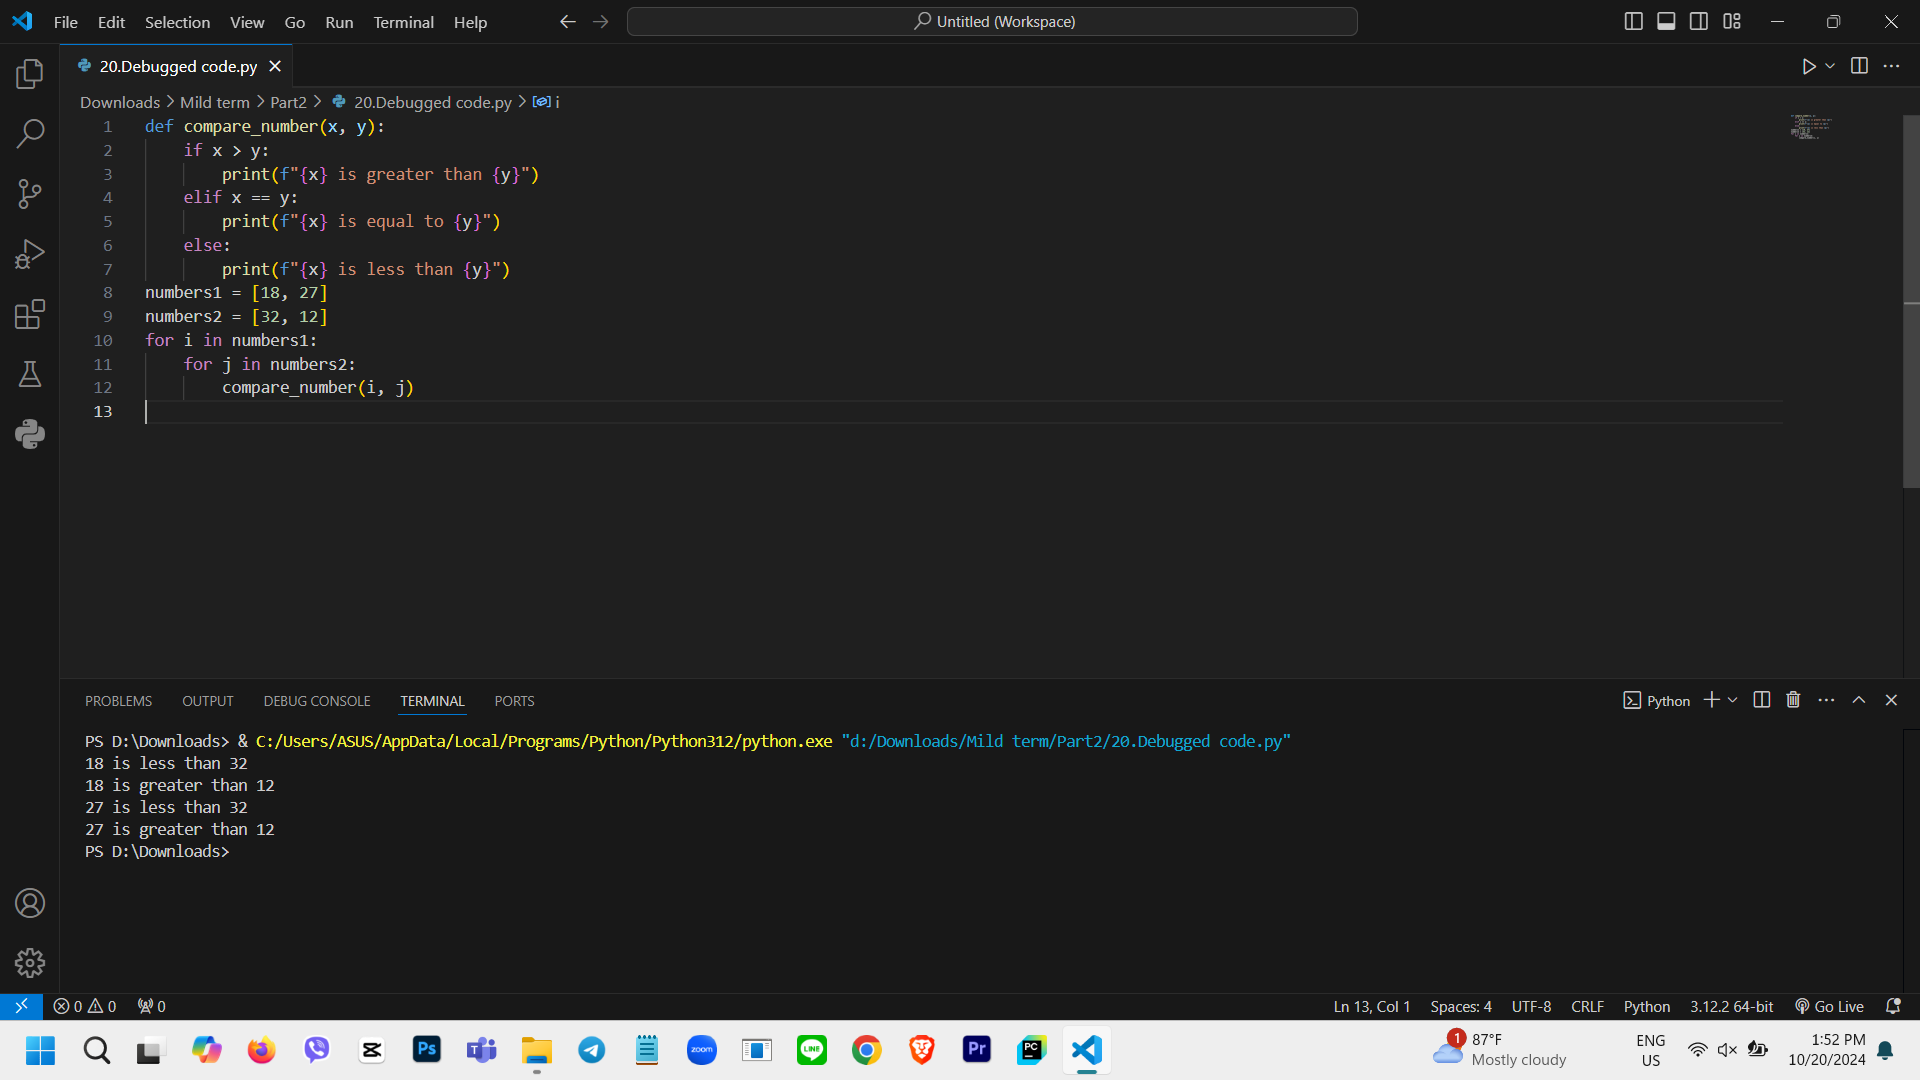 File Edit Selection View Go Run Terminal Help
Untitled (Workspace)
20.Debugged code.py
Downloads > Mild term > Part2 > 20.Debugged code.py > i
1 def compare_number(x, y):
2     if x > y:
3         print(f"{x} is greater than {y}")
4     elif x == y:
5         print(f"{x} is equal to {y}")
6     else:
7         print(f"{x} is less than {y}")
8 numbers1 = [18, 27]
9 numbers2 = [32, 12]
10 for i in numbers1:
11     for j in numbers2:
12         compare_number(i, j)
13
PROBLEMS OUTPUT DEBUG CONSOLE TERMINAL PORTS
Python
PS D:\Downloads> & C:/Users/ASUS/AppData/Local/Programs/Python/Python312/python.exe "d:/Downloads/Mild term/Part2/20.Debugged code.py"
18 is less than 32
18 is greater than 12
27 is less than 32
27 is greater than 12
PS D:\Downloads>
0 0 0
Ln 13, Col 1 Spaces: 4 UTF-8 CRLF Python 3.12.2 64-bit Go Live
Ps zoom LINE Pr PC
1 87°F
Mostly cloudy
ENG
US
1:52 PM
10/20/2024